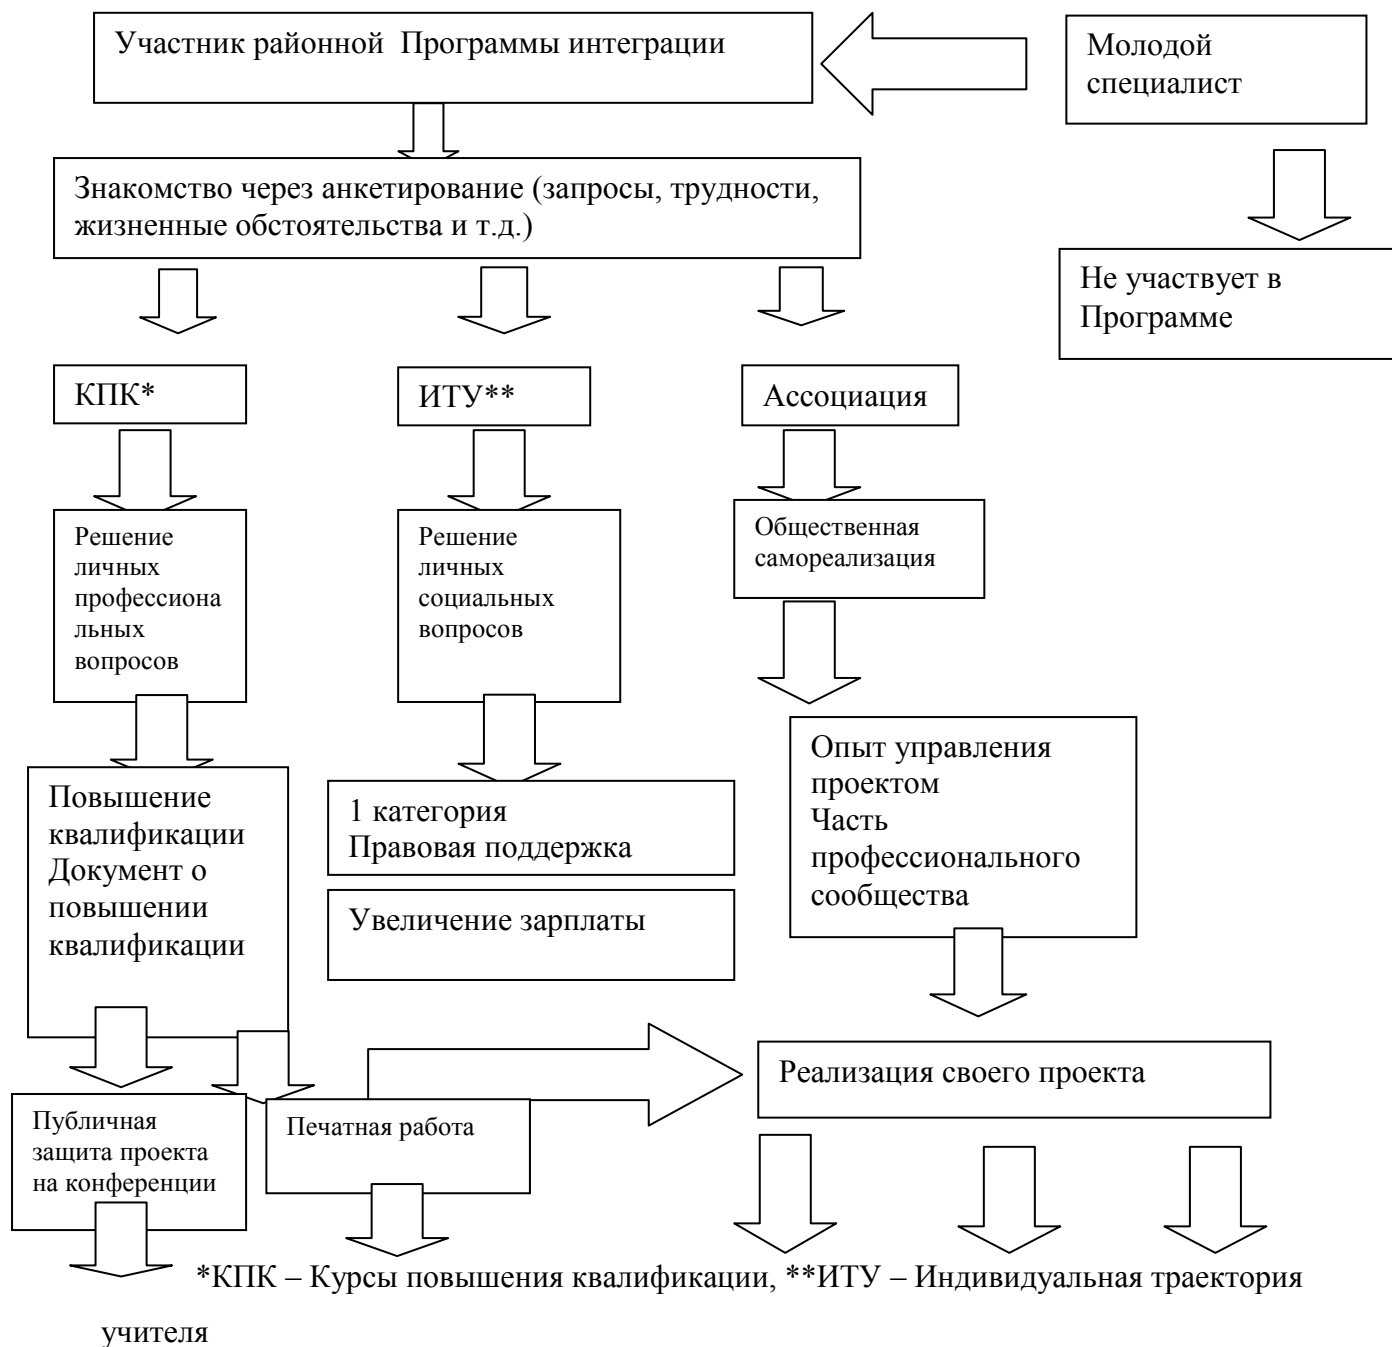 Участник районной Программы интеграции
Молодой
специалист
Знакомство через анкетирование (запросы, трудности,
жизненные обстоятельства и т.д.)
Не участвует в
Программе
КПК*
ИТУ**
Ассоциация
Решение
личных
профессиона
льных
вопросов
Решение
личных
социальных
вопросов
Общественная
самореализация
Повышение
квалификации
Документ о
повышении
квалификации
1 категория
Правовая поддержка
Увеличение зарплаты
Опыт управления
проектом
Часть
профессионального
сообщества
Реализация своего проекта
Публичная
защита проекта
на конференции
Печатная работа
*КПК – Курсы повышения квалификации, **ИТУ – Индивидуальная траектория
учителя